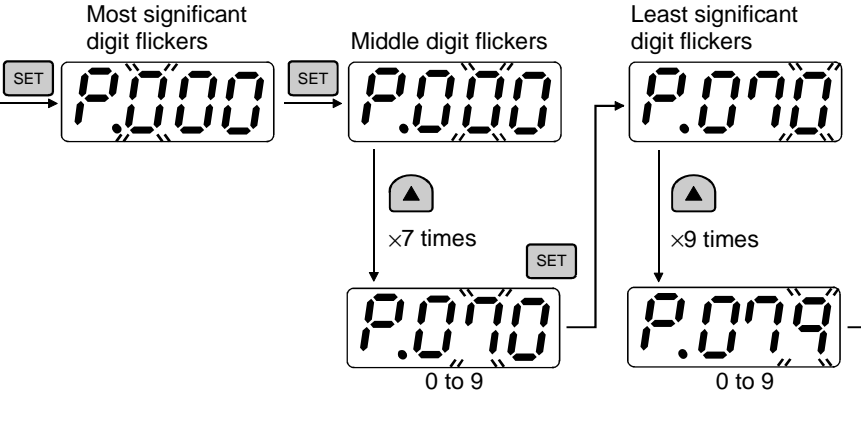 Most significant
digit flickers
SET
P.000
Middle digit flickers
SET
P.000
×7 times
SET
P.070
0 to 9
Least significant
digit flickers
P.070
×9 times
P.079
0 to 9